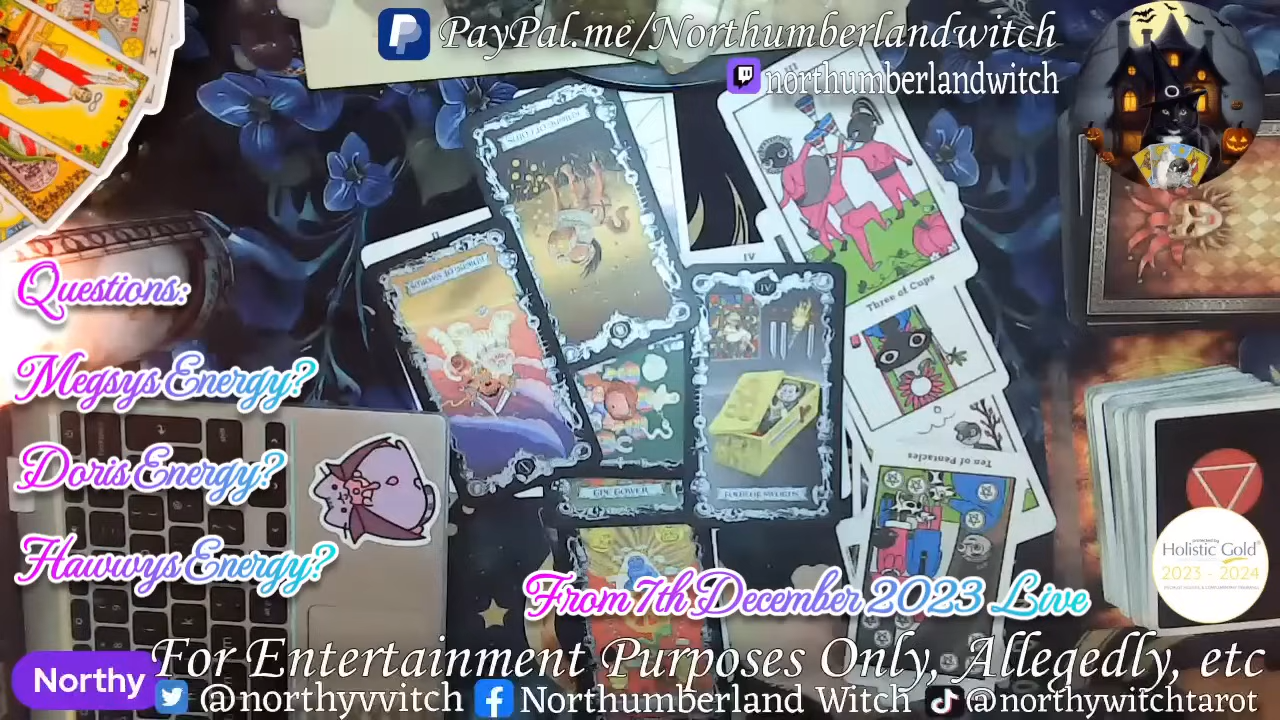 PayPal.me/Northumberlandwitch
northumberlandwitch
IV
Three of Cups
Questions:
Megsys Energy?
Doris Energy?
Hawwys Energy?
IV
Ten of Pentacles
FOUR OF SWORDS
Holistic Gold
2023 - 2024
From 7th December 2023 Live
For Entertainment Purposes Only, Allegedly, etc
Northy
@northyvvitch
Northumberland Witch
@northywitchtarot